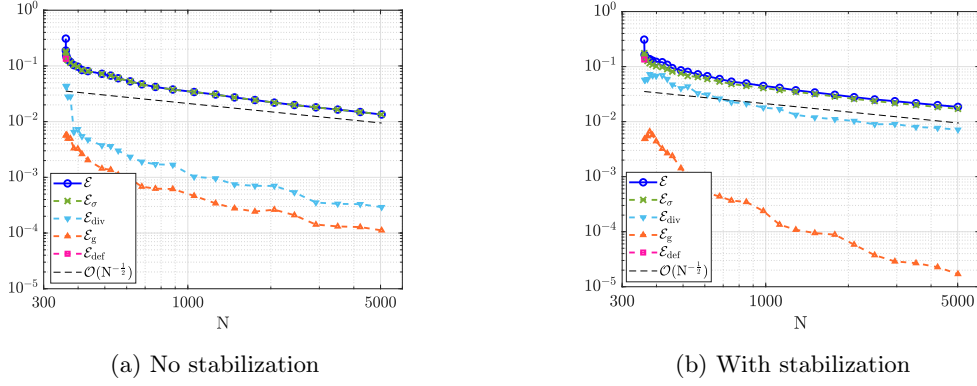 10^0
10^-1
10^-2
10^-3
10^-4
10^-5
ℰ
ℰ_σ
ℰ_div
ℰ_g
ℰ_def
𝒪(N^{-1/2})
300
1000
5000
N
(a) No stabilization
10^0
10^-1
10^-2
10^-3
10^-4
10^-5
ℰ
ℰ_σ
ℰ_div
ℰ_g
ℰ_def
𝒪(N^{-1/2})
300
1000
5000
N
(b) With stabilization